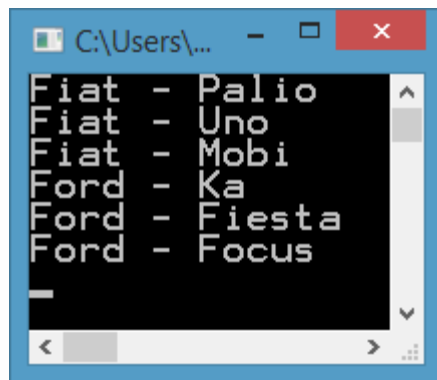 C:\Users\...
Fiat - Palio
Fiat - Uno
Fiat - Mobi
Ford - Ka
Ford - Fiesta
Ford - Focus